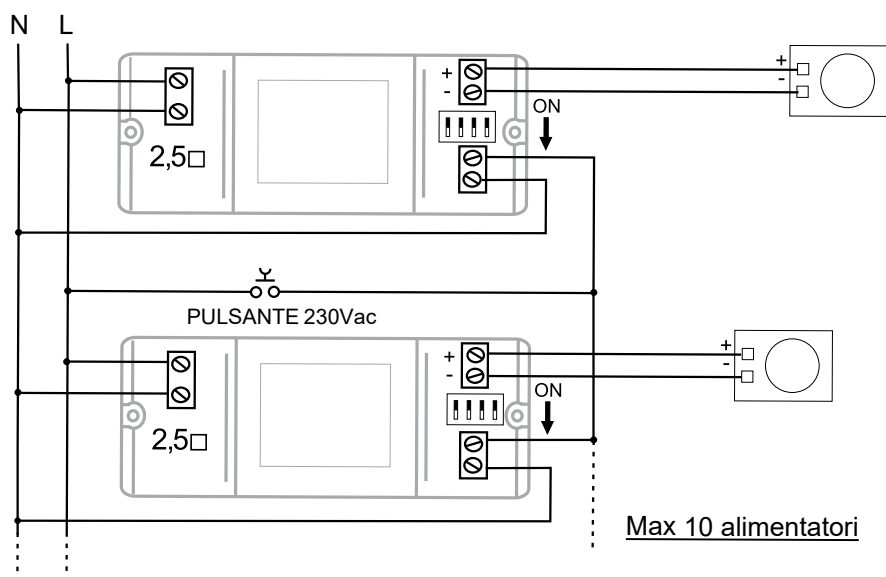 N L
+
-
ON
2,5□
+
-
PULSANTE 230Vac
+
-
ON
2,5□
+
-
Max 10 alimentatori